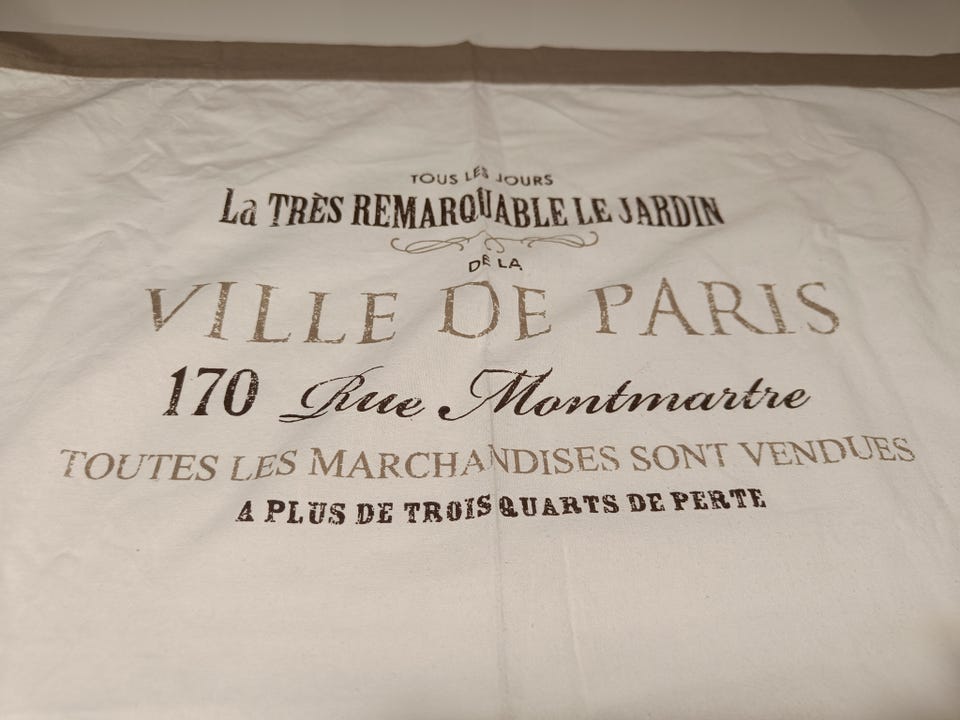 TOUS LES JOURS
La TRÈS REMARQUABLE LE JARDIN
DE LA
VILLE DE PARIS
170 Rue Montmartre
TOUTES LES MARCHANDISES SONT VENDUES
A PLUS DE TROIS QUARTS DE PERTE